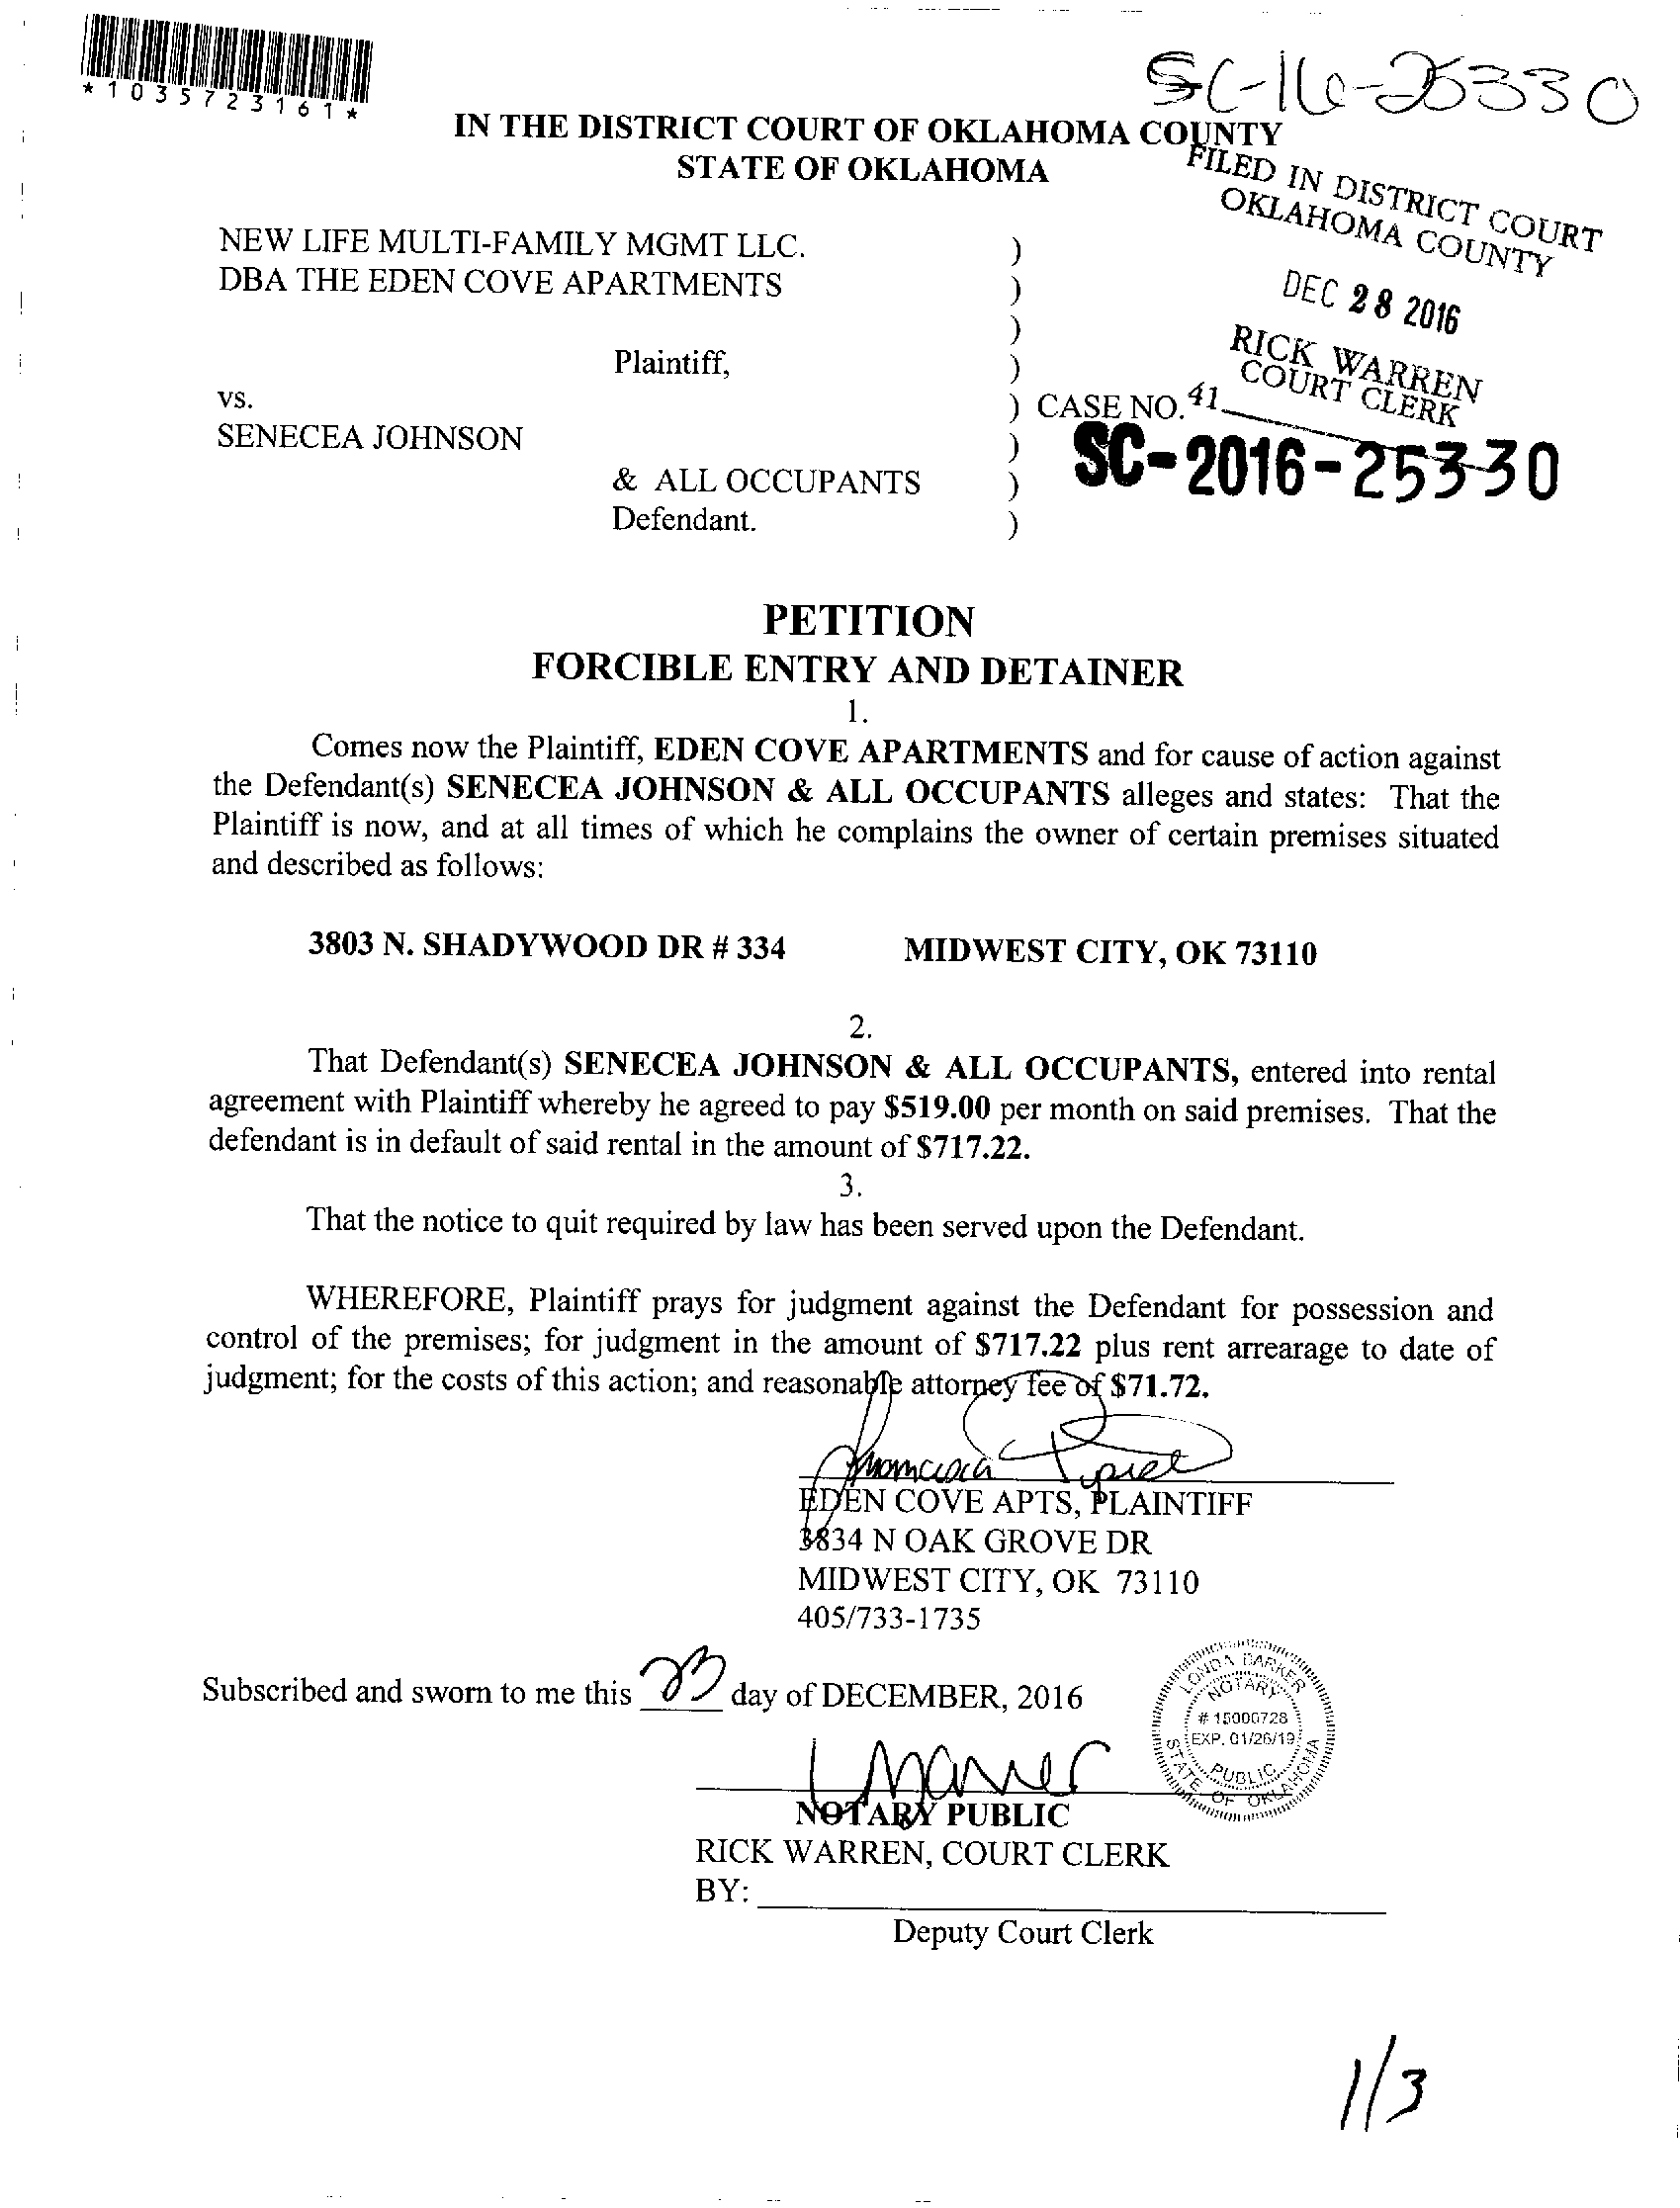 *1035723161*
SC-16-25330
IN THE DISTRICT COURT OF OKLAHOMA COUNTY
STATE OF OKLAHOMA
FILED IN DISTRICT COURT
OKLAHOMA COUNTY
DEC 28 2016
RICK WARREN
COURT CLERK
41
NEW LIFE MULTI-FAMILY MGMT LLC. )
DBA THE EDEN COVE APARTMENTS )
)
Plaintiff, )
vs. ) CASE NO.
SENECEA JOHNSON )
SC-2016-25330
& ALL OCCUPANTS )
Defendant. )
PETITION
FORCIBLE ENTRY AND DETAINER
1.
Comes now the Plaintiff, EDEN COVE APARTMENTS and for cause of action against
the Defendant(s) SENECEA JOHNSON & ALL OCCUPANTS alleges and states: That the
Plaintiff is now, and at all times of which he complains the owner of certain premises situated
and described as follows:
3803 N. SHADYWOOD DR # 334 MIDWEST CITY, OK 73110
2.
That Defendant(s) SENECEA JOHNSON & ALL OCCUPANTS, entered into rental
agreement with Plaintiff whereby he agreed to pay $519.00 per month on said premises. That the
defendant is in default of said rental in the amount of $717.22.
3.
That the notice to quit required by law has been served upon the Defendant.
WHEREFORE, Plaintiff prays for judgment against the Defendant for possession and
control of the premises; for judgment in the amount of $717.22 plus rent arrearage to date of
judgment; for the costs of this action; and reasonable attorney fee of $71.72.
EDEN COVE APTS, PLAINTIFF
3834 N OAK GROVE DR
MIDWEST CITY, OK 73110
405/733-1735
Subscribed and sworn to me this 23 day of DECEMBER, 2016
LONDA BARKER
NOTARY
# 15000728
EXP. 01/26/19
PUBLIC
STATE OF OKLAHOMA
NOTARY PUBLIC
RICK WARREN, COURT CLERK
BY:
Deputy Court Clerk
1/3